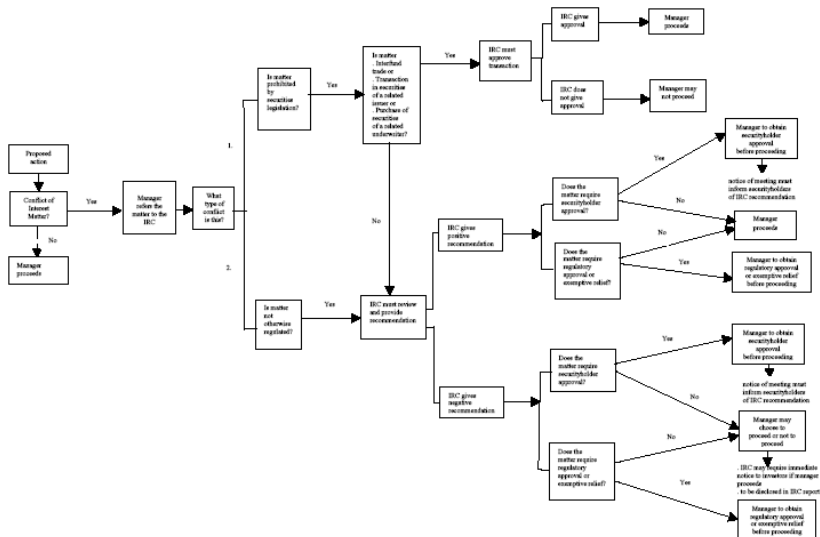 Proposed
action
Conflict of
Interest
Matter?
Yes
No
Manager
proceeds
Manager
refers the
matter to the
IRC
What
type of
conflict
is this?
1.
2.
Is matter
prohibited
by
securities
legislation?
Yes
Is matter
. Interfund
trade or
. Transaction
in securities
of a related
issuer or
. Purchase of
securities
of a related
underwriter?
Yes
No
IRC must
approve
transaction
IRC gives
approval
Manager
proceeds
IRC does
not give
approval
Manager may
not proceed
Is matter
not
otherwise
regulated?
Yes
IRC must review
and provide
recommendation
IRC gives
positive
recommendation
Does the
matter require
securityholder
approval?
Yes
No
Manager to obtain
securityholder
approval
before proceeding
notice of meeting must
inform securityholders
of IRC recommendation
Manager
proceeds
Does the
matter require
regulatory
approval or
exemptive relief?
No
Yes
Manager to obtain
regulatory approval
or exemptive relief
before proceeding
IRC gives
negative
recommendation
Does the
matter require
securityholder
approval?
Yes
No
Manager to obtain
securityholder
approval
before proceeding
notice of meeting must
inform securityholders
of IRC recommendation
Manager may
choose to
proceed or not to
proceed
. IRC may require immediate
notice to investors if manager
proceeds
. to be disclosed in IRC report
Does the
matter require
regulatory
approval or
exemptive relief?
No
Yes
Manager to obtain
regulatory approval
or exemptive relief
before proceeding